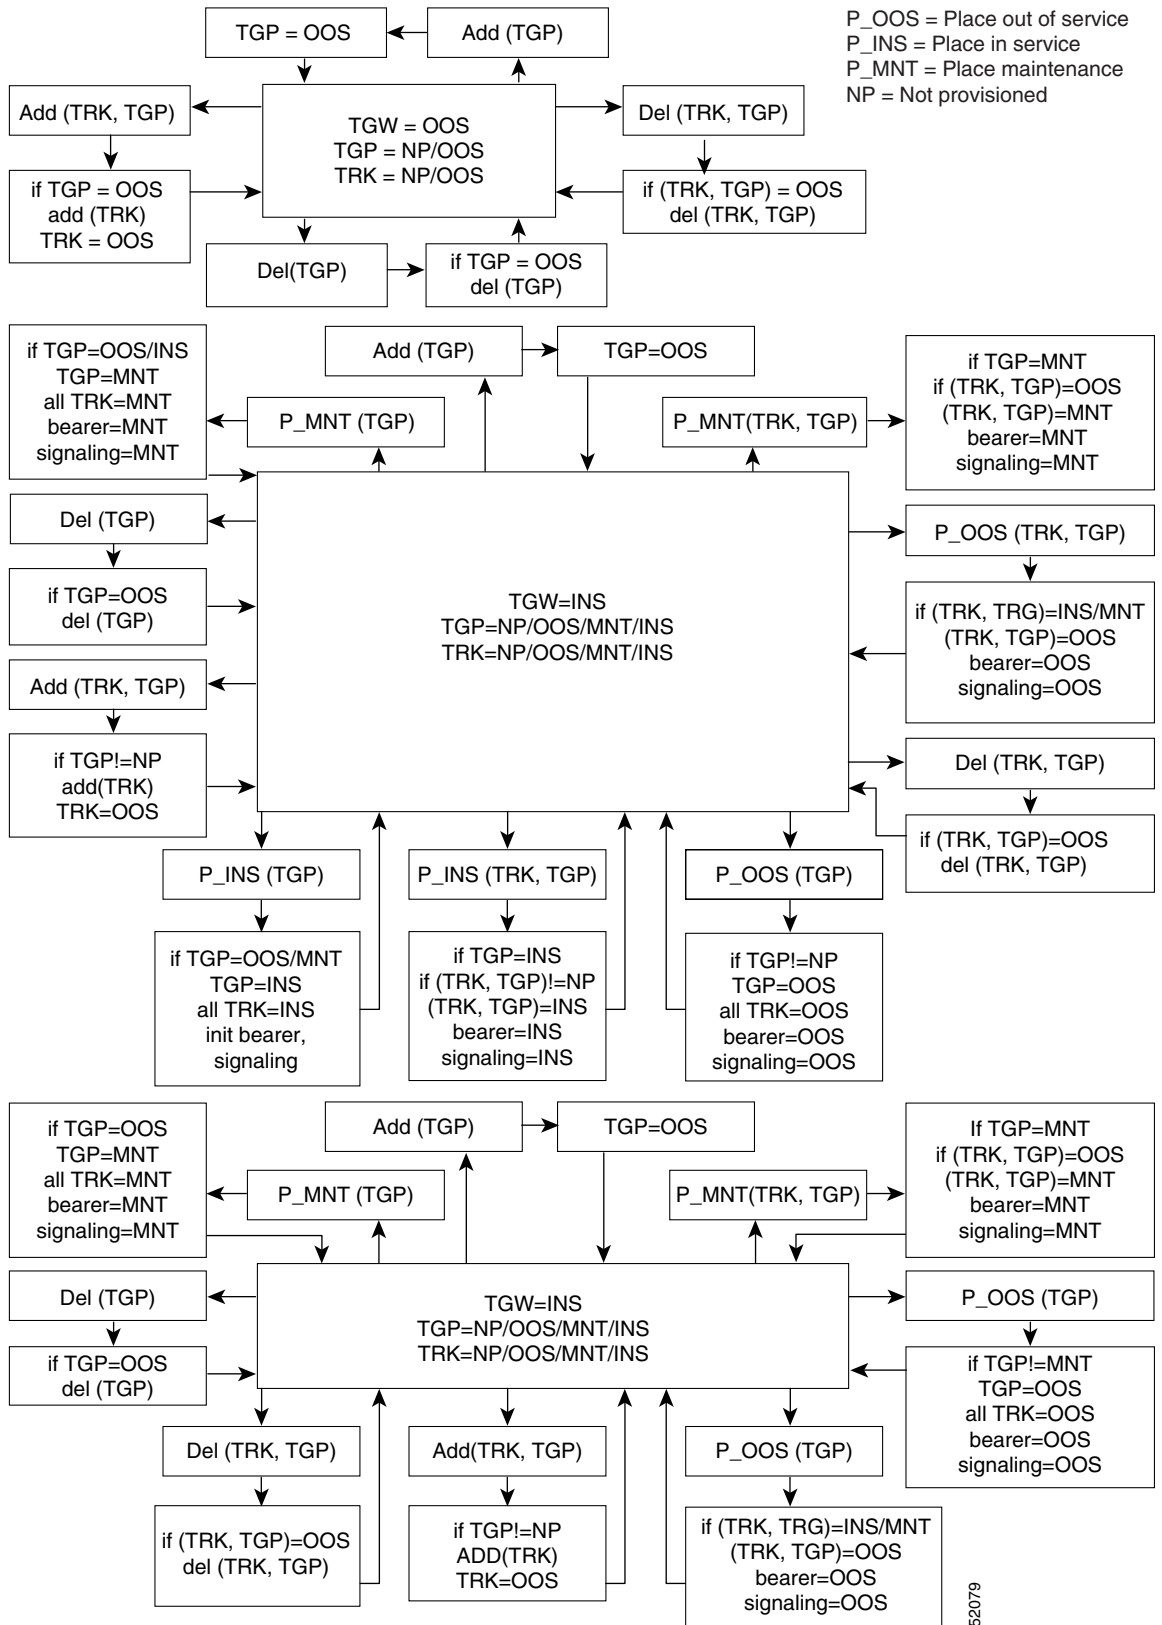 P_OOS = Place out of service
P_INS = Place in service
P_MNT = Place maintenance
NP = Not provisioned
TGP = OOS
Add (TGP)
Add (TRK, TGP)
TGW = OOS
TGP = NP/OOS
TRK = NP/OOS
Del (TRK, TGP)
if TGP = OOS
add (TRK)
TRK = OOS
if (TRK, TGP) = OOS
del (TRK, TGP)
Del(TGP)
if TGP = OOS
del (TGP)
if TGP=OOS/INS
TGP=MNT
all TRK=MNT
bearer=MNT
signaling=MNT
Add (TGP)
TGP=OOS
P_MNT (TGP)
P_MNT(TRK, TGP)
if TGP=MNT
if (TRK, TGP)=OOS
(TRK, TGP)=MNT
bearer=MNT
signaling=MNT
Del (TGP)
if TGP=OOS
del (TGP)
Add (TRK, TGP)
if TGP!=NP
add(TRK)
TRK=OOS
TGW=INS
TGP=NP/OOS/MNT/INS
TRK=NP/OOS/MNT/INS
P_OOS (TRK, TGP)
if (TRK, TRG)=INS/MNT
(TRK, TGP)=OOS
bearer=OOS
signaling=OOS
Del (TRK, TGP)
if (TRK, TGP)=OOS
del (TRK, TGP)
P_INS (TGP)
if TGP=OOS/MNT
TGP=INS
all TRK=INS
init bearer,
signaling
P_INS (TRK, TGP)
if TGP=INS
if (TRK, TGP)!=NP
(TRK, TGP)=INS
bearer=INS
signaling=INS
P_OOS (TGP)
if TGP!=NP
TGP=OOS
all TRK=OOS
bearer=OOS
signaling=OOS
if TGP=OOS
TGP=MNT
all TRK=MNT
bearer=MNT
signaling=MNT
Add (TGP)
TGP=OOS
P_MNT (TGP)
P_MNT(TRK, TGP)
If TGP=MNT
if (TRK, TGP)=OOS
(TRK, TGP)=MNT
bearer=MNT
signaling=MNT
Del (TGP)
if TGP=OOS
del (TGP)
TGW=INS
TGP=NP/OOS/MNT/INS
TRK=NP/OOS/MNT/INS
P_OOS (TGP)
if TGP!=MNT
TGP=OOS
all TRK=OOS
bearer=OOS
signaling=OOS
Del (TRK, TGP)
if (TRK, TGP)=OOS
del (TRK, TGP)
Add(TRK, TGP)
if TGP!=NP
ADD(TRK)
TRK=OOS
P_OOS (TGP)
if (TRK, TRG)=INS/MNT
(TRK, TGP)=OOS
bearer=OOS
signaling=OOS
52079